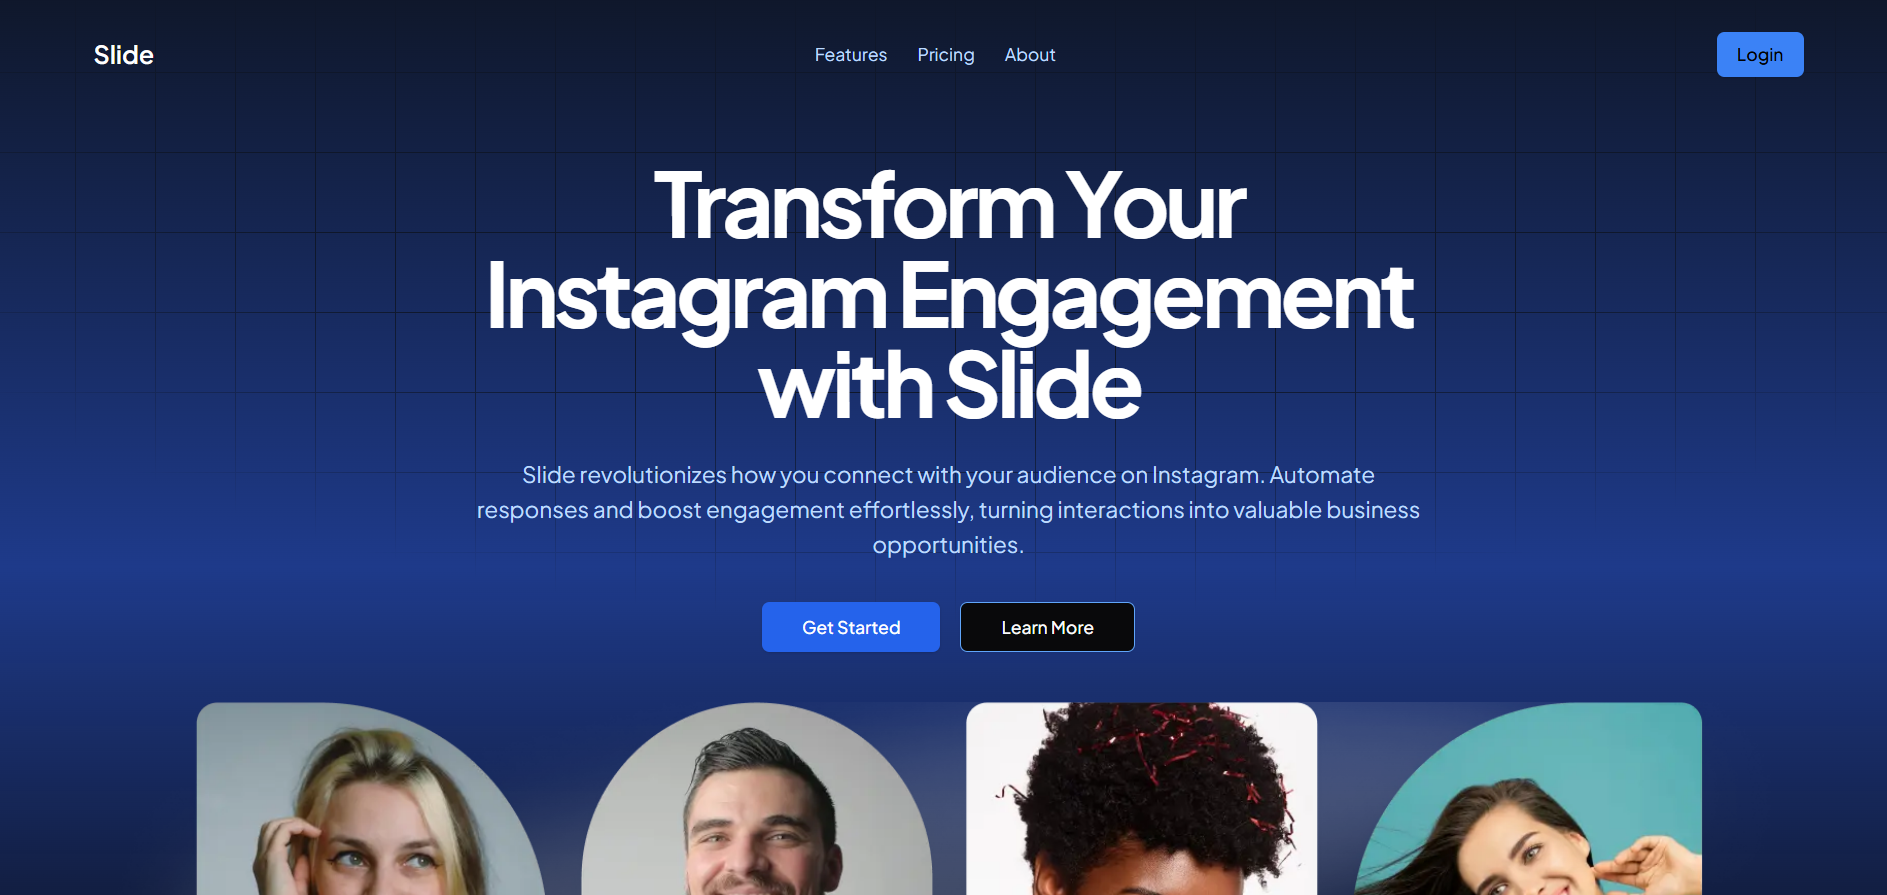 Slide
Features
Pricing
About
Login
Transform Your
Instagram Engagement
with Slide
Slide revolutionizes how you connect with your audience on Instagram. Automate
responses and boost engagement effortlessly, turning interactions into valuable business
opportunities.
Get Started
Learn More